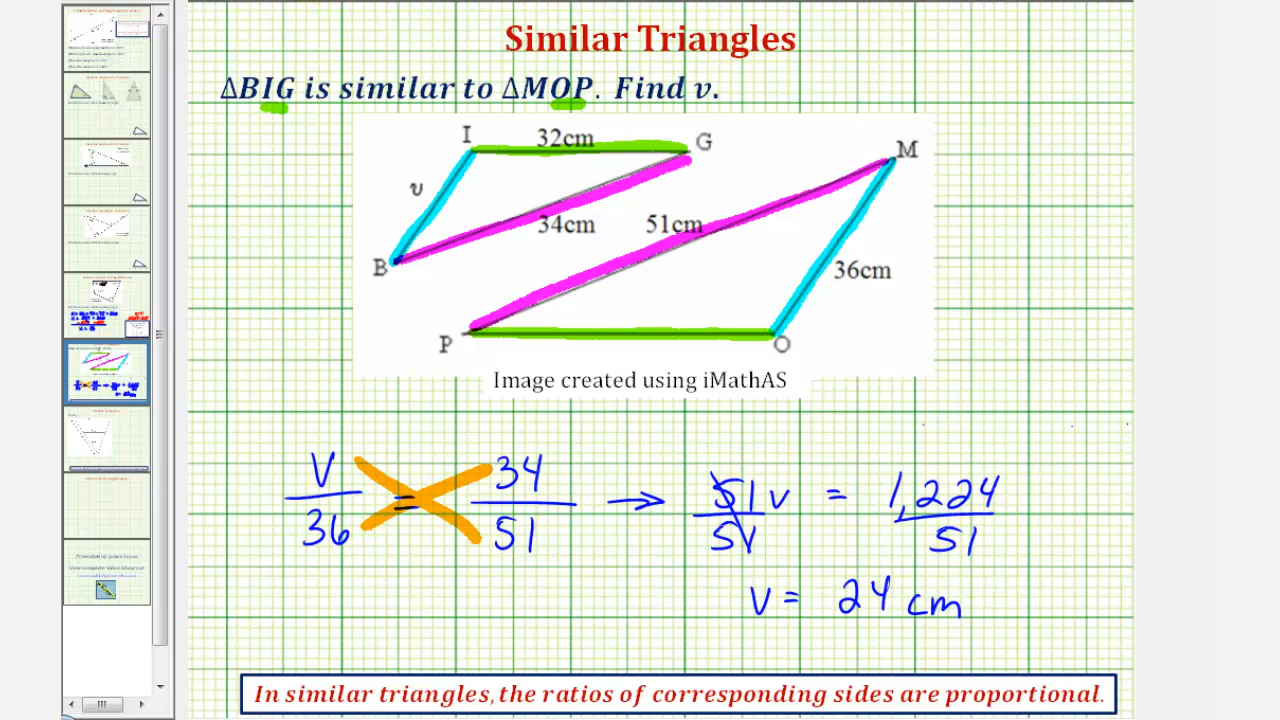 Similar Triangles
ΔBIG is similar to ΔMOP. Find v.
I 32cm G M
v
34cm 51cm
B 36cm
P O
Image created using iMathAS
V/36 = 34/51 → 51v/51 = 1,224/51
v = 24 cm
In similar triangles, the ratios of corresponding sides are proportional.